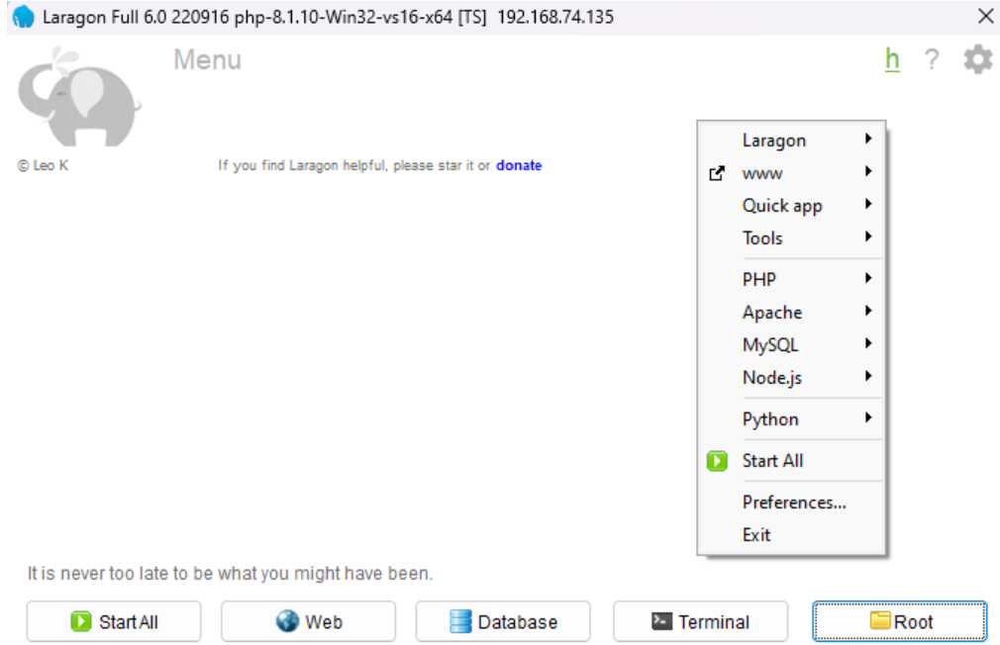 Laragon Full 6.0 220916 php-8.1.10-Win32-vs16-x64 [TS] 192.168.74.135
Menu
h ?
© Leo K
If you find Laragon helpful, please star it or donate
Laragon
www
Quick app
Tools
PHP
Apache
MySQL
Node.js
Python
Start All
Preferences...
Exit
It is never too late to be what you might have been.
Start All Web Database Terminal Root